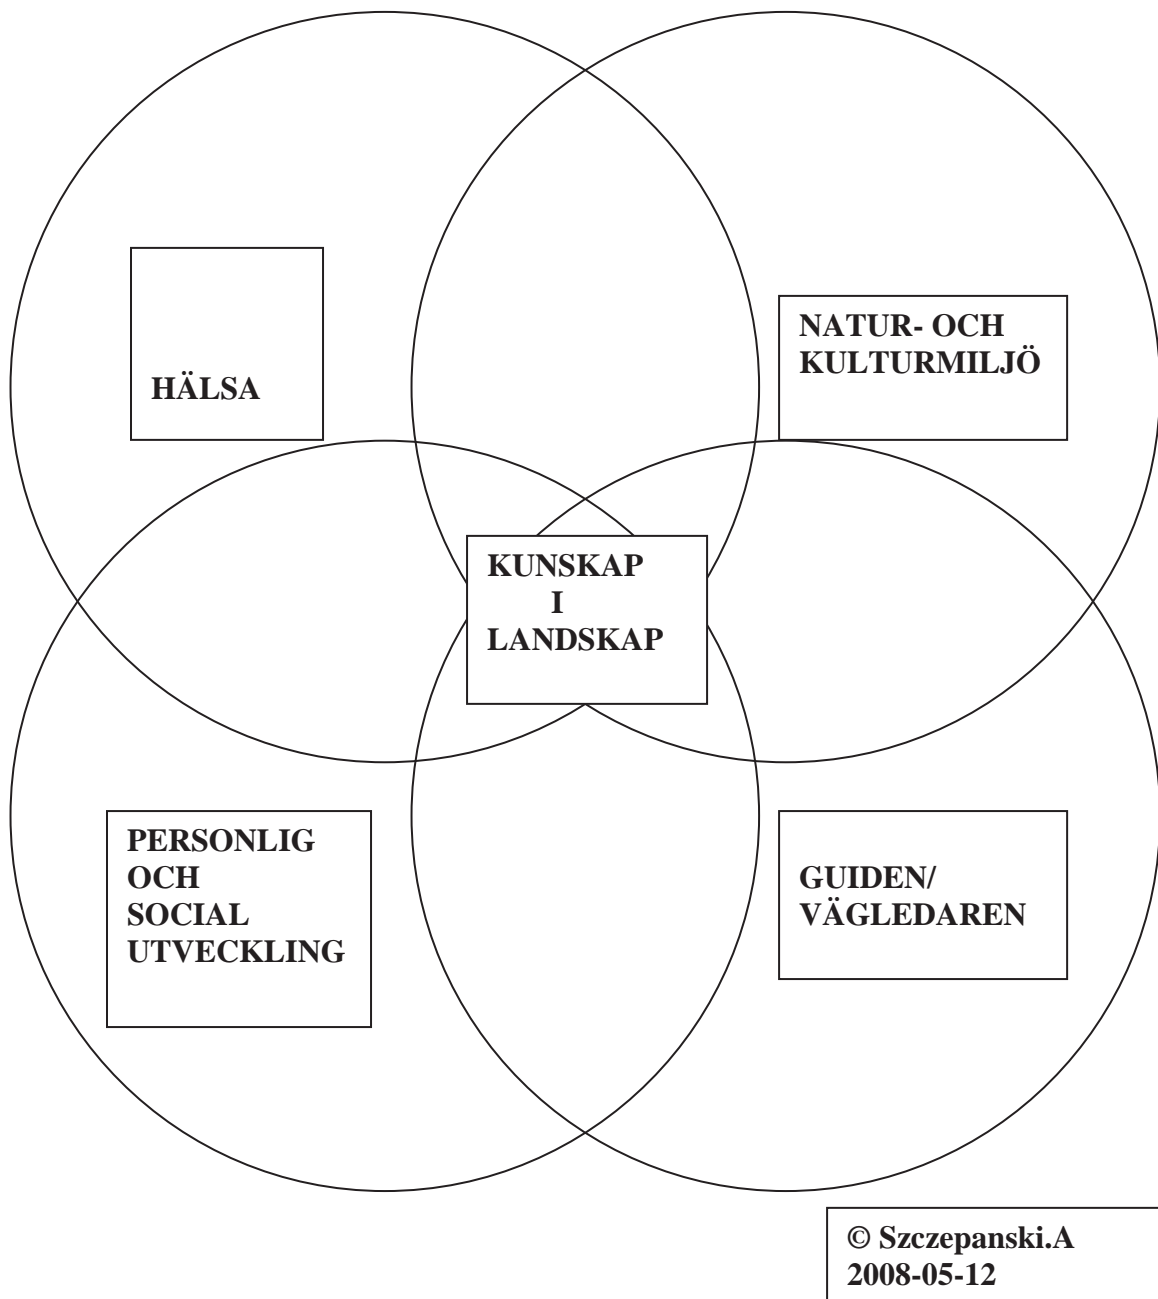 HÄLSA
NATUR- OCH
KULTURMILJÖ
KUNSKAP
I
LANDSKAP
PERSONLIG
OCH
SOCIAL
UTVECKLING
GUIDEN/
VÄGLEDAREN
© Szczepanski.A
2008-05-12